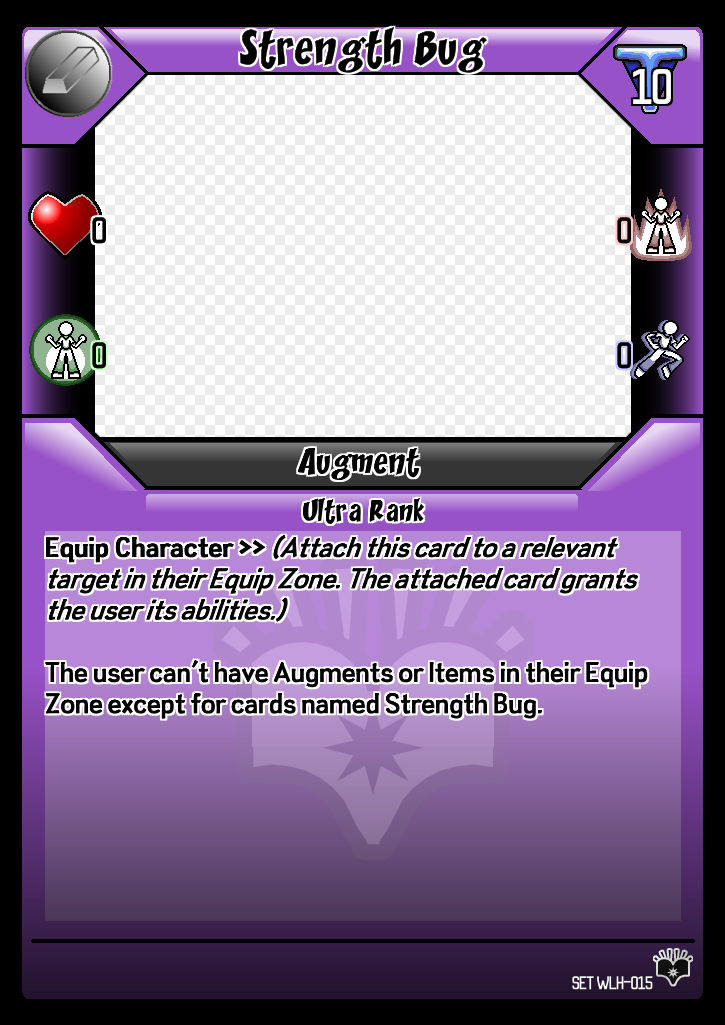 Strength Bug
10
0
0
0
0
Augment
Ultra Rank
Equip Character >> (Attach this card to a relevant
target in their Equip Zone. The attached card grants
the user its abilities.)
The user can't have Augments or Items in their Equip
Zone except for cards named Strength Bug.
SET WLH-015